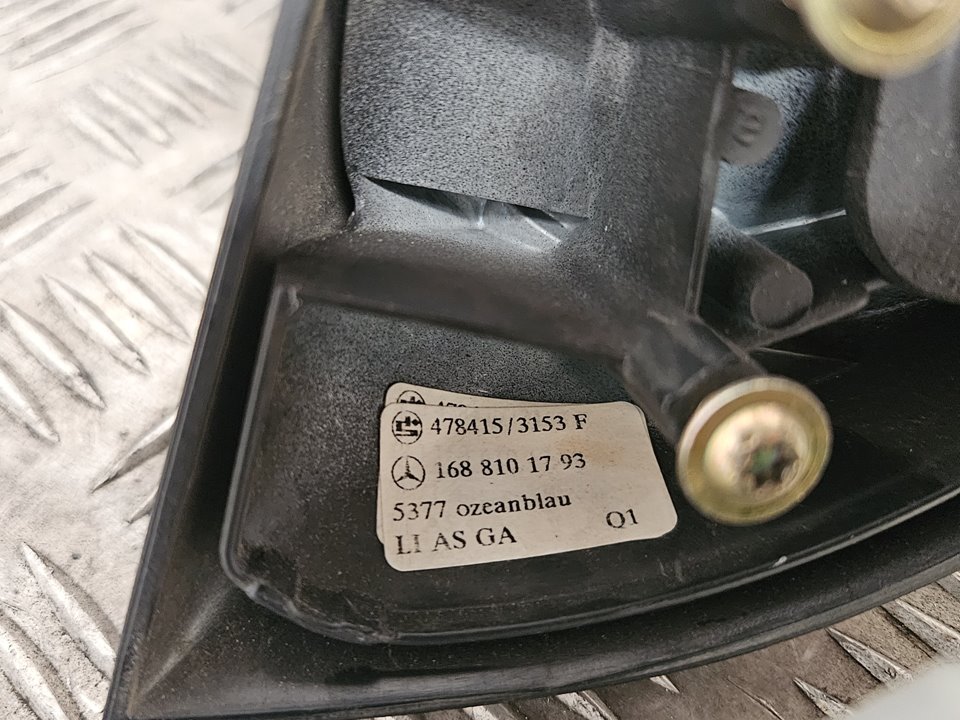 478415/3153 F
168 810 17 93
5377 ozeanblau
LI AS GA Q1